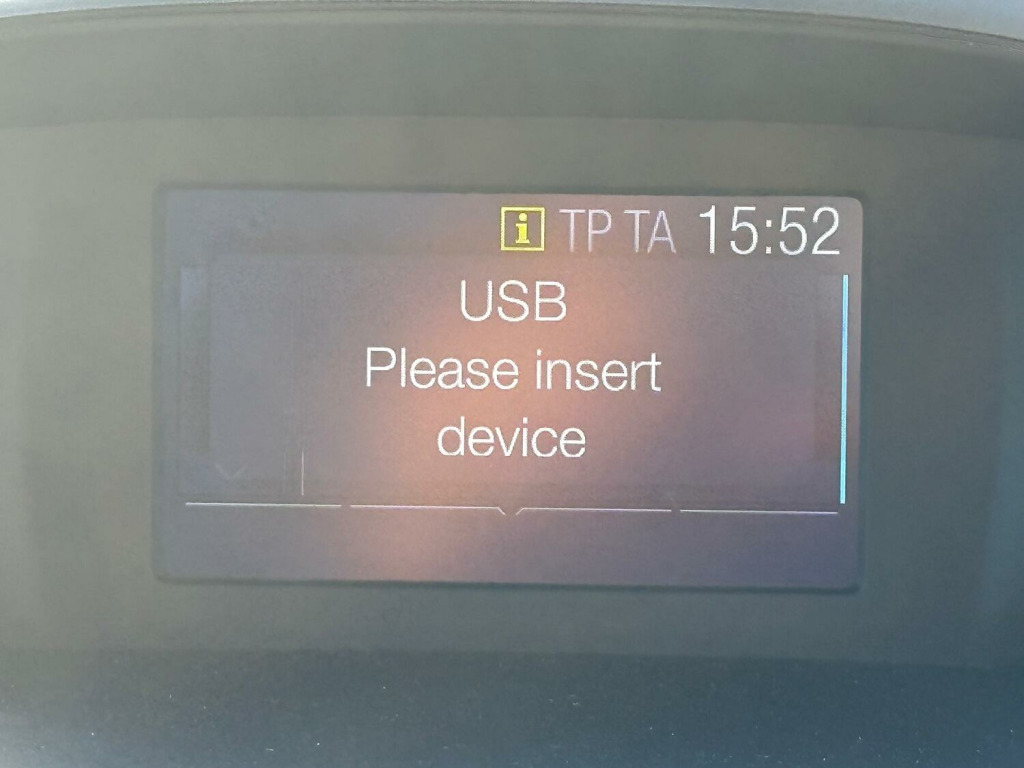 i TP TA 15:52
USB
Please insert
device